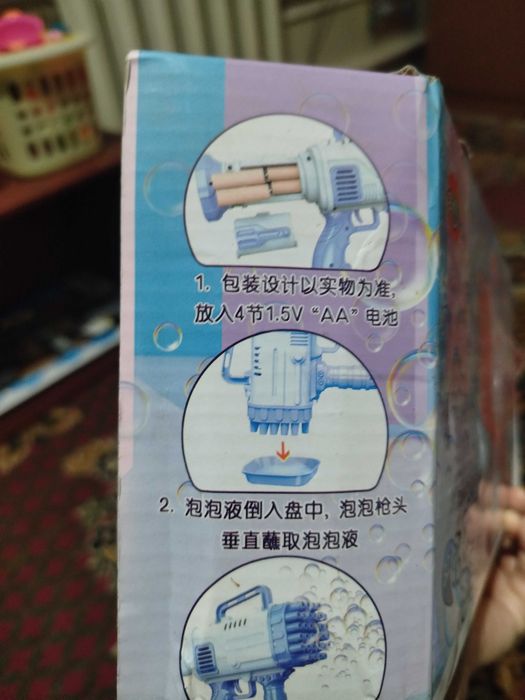 1. 包装设计以实物为准,
放入4节1.5V “AA” 电池
2. 泡泡液倒入盘中, 泡泡枪头
垂直蘸取泡泡液